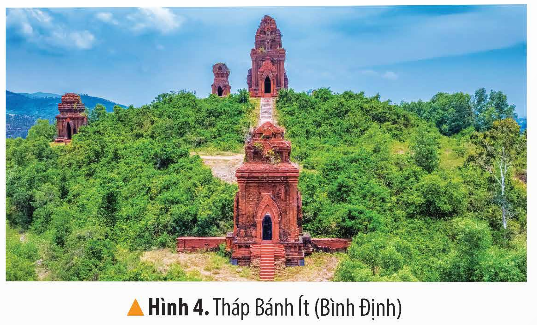 Hình 4. Tháp Bánh Ít (Bình Định)